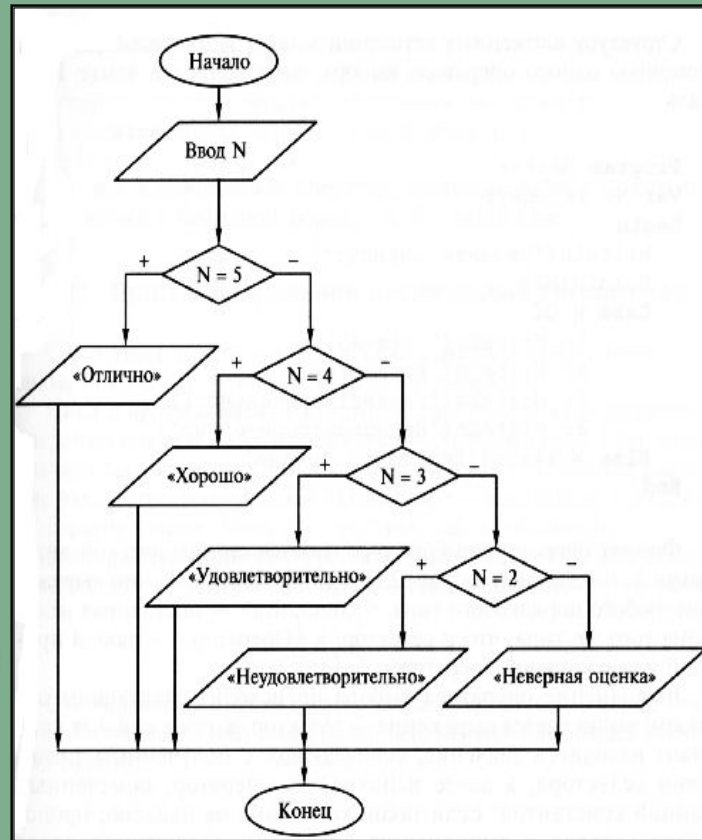 Начало
Ввод N
+
N = 5
–
«Отлично»
+
N = 4
–
«Хорошо»
+
N = 3
–
«Удовлетворительно»
+
N = 2
–
«Неудовлетворительно»
«Неверная оценка»
Конец